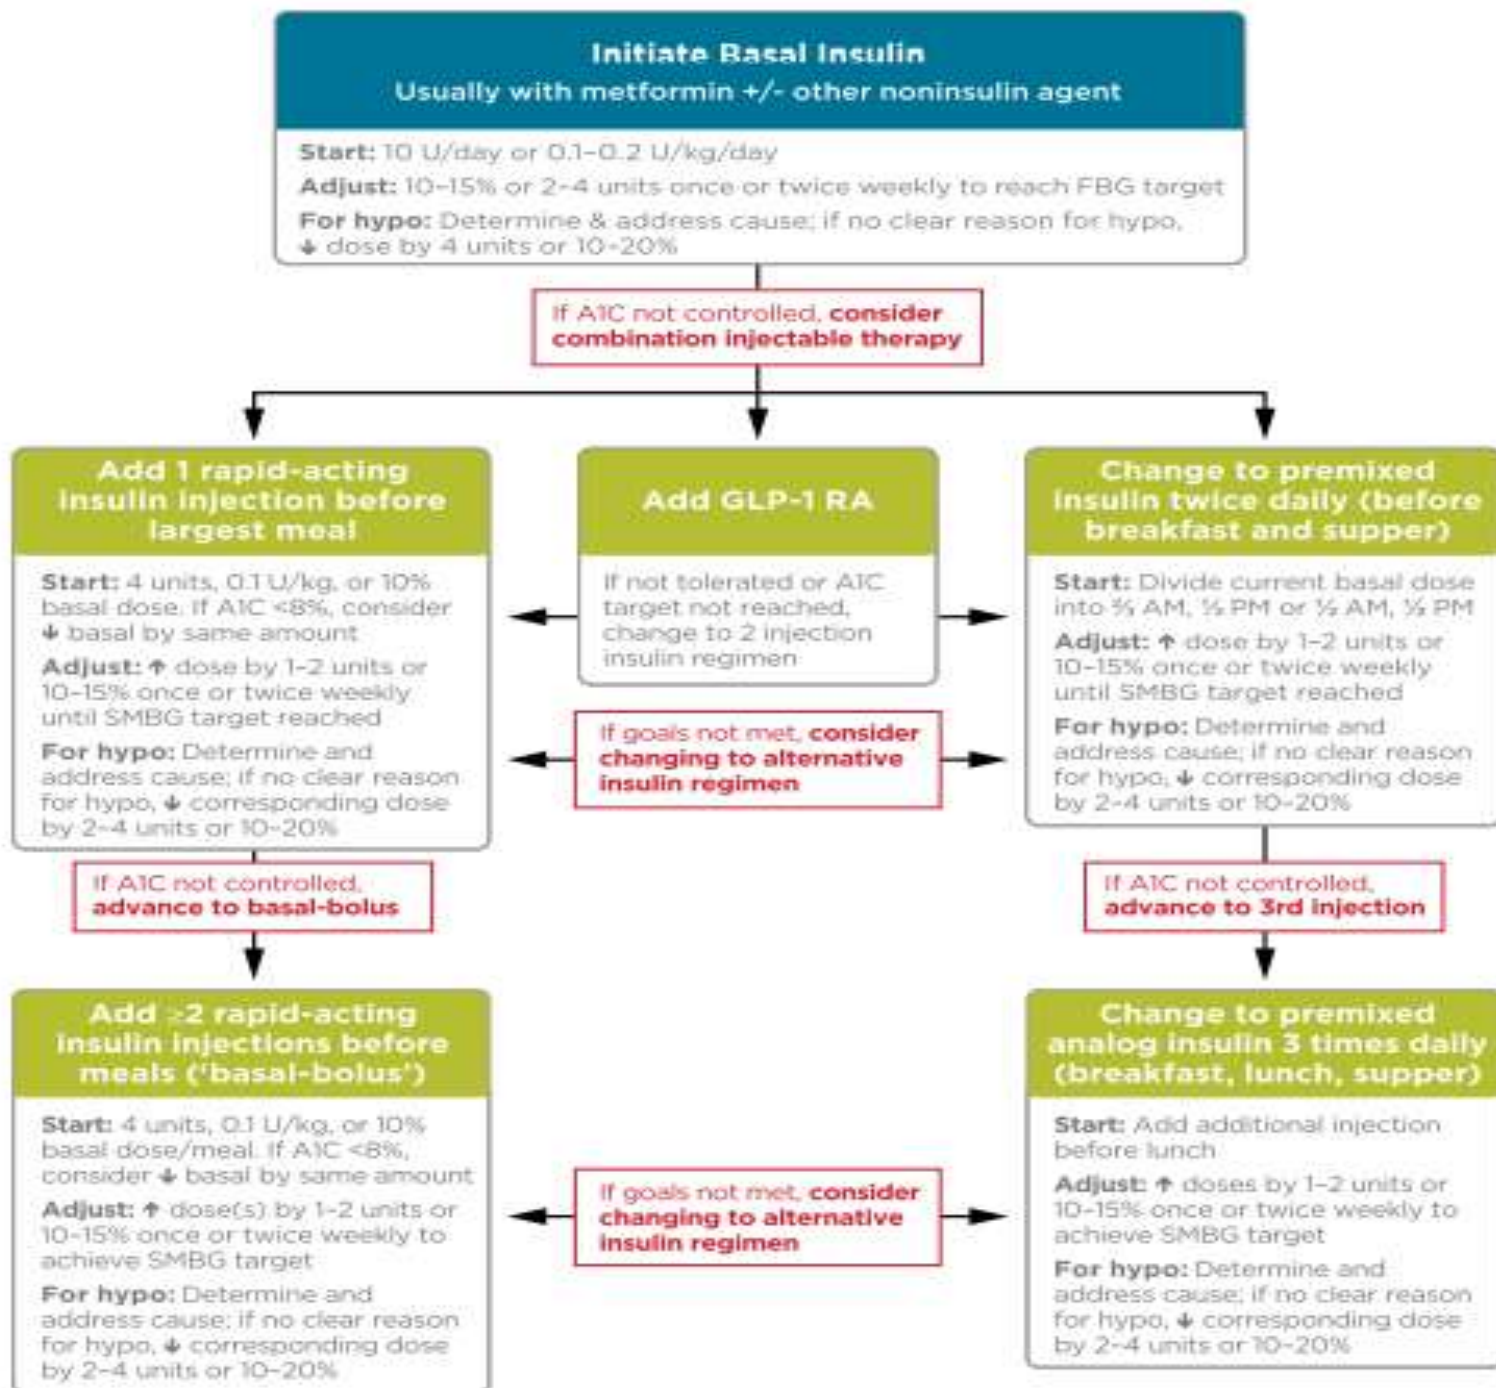 Initiate Basal Insulin
Usually with metformin +/- other noninsulin agent
Start: 10 U/day or 0.1–0.2 U/kg/day
Adjust: 10–15% or 2–4 units once or twice weekly to reach FBG target
For hypo: Determine & address cause; if no clear reason for hypo,
↓ dose by 4 units or 10–20%
If A1C not controlled, consider
combination injectable therapy
Add 1 rapid-acting
insulin injection before
largest meal
Start: 4 units, 0.1 U/kg, or 10%
basal dose. If A1C <8%, consider
↓ basal by same amount
Adjust: ↑ dose by 1–2 units or
10–15% once or twice weekly
until SMBG target reached
For hypo: Determine and
address cause; if no clear reason
for hypo, ↓ corresponding dose
by 2–4 units or 10–20%
Add GLP-1 RA
If not tolerated or A1C
target not reached,
change to 2 injection
insulin regimen
Change to premixed
insulin twice daily (before
breakfast and supper)
Start: Divide current basal dose
into ⅔ AM, ⅓ PM or ½ AM, ½ PM
Adjust: ↑ dose by 1–2 units or
10–15% once or twice weekly
until SMBG target reached
For hypo: Determine and
address cause; if no clear reason
for hypo, ↓ corresponding dose
by 2–4 units or 10–20%
If goals not met, consider
changing to alternative
insulin regimen
If A1C not controlled,
advance to basal-bolus
If A1C not controlled,
advance to 3rd injection
Add ≥2 rapid-acting
insulin injections before
meals (‘basal-bolus’)
Start: 4 units, 0.1 U/kg, or 10%
basal dose/meal. If A1C <8%,
consider ↓ basal by same amount
Adjust: ↑ dose(s) by 1–2 units or
10–15% once or twice weekly to
achieve SMBG target
For hypo: Determine and
address cause; if no clear reason
for hypo, ↓ corresponding dose
by 2–4 units or 10–20%
If goals not met, consider
changing to alternative
insulin regimen
Change to premixed
analog insulin 3 times daily
(breakfast, lunch, supper)
Start: Add additional injection
before lunch
Adjust: ↑ doses by 1–2 units or
10–15% once or twice weekly to
achieve SMBG target
For hypo: Determine and
address cause; if no clear reason
for hypo, ↓ corresponding dose
by 2–4 units or 10–20%